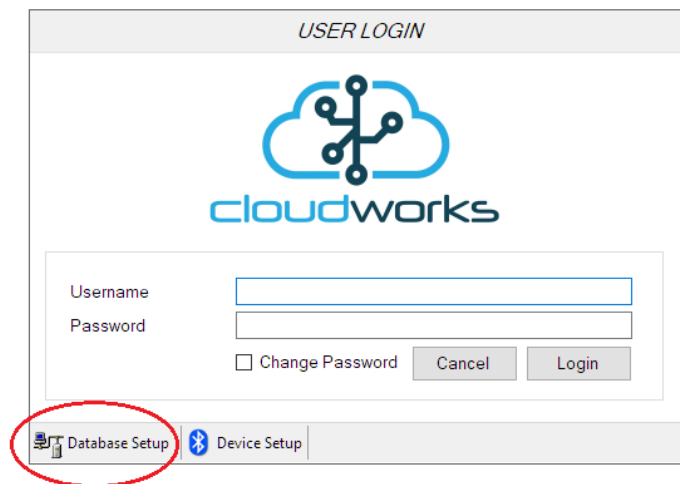 USER LOGIN
cloudworks
Username
Password
Change Password Cancel Login
Database Setup Device Setup